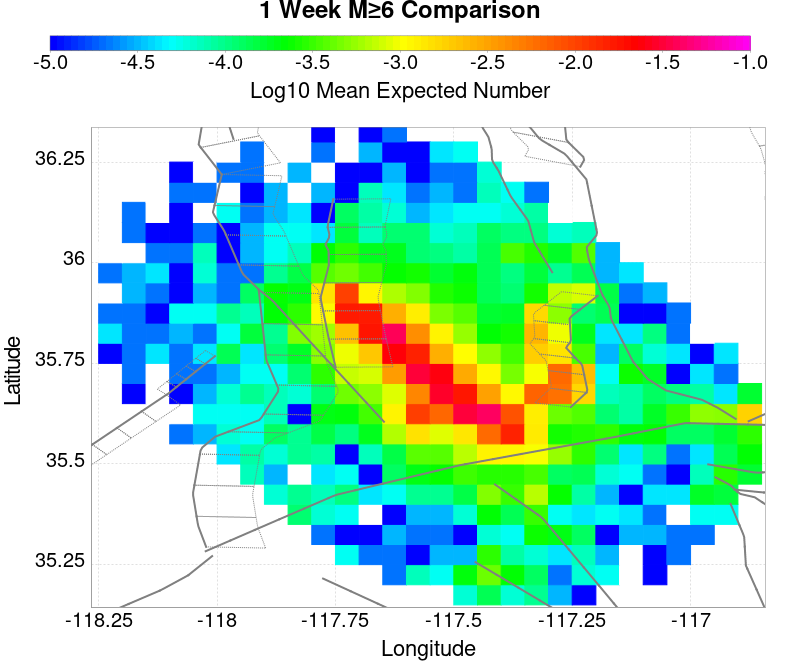 1 Week M≥6 Comparison
-5.0 -4.5 -4.0 -3.5 -3.0 -2.5 -2.0 -1.5 -1.0
Log10 Mean Expected Number
36.25
36
35.75
35.5
35.25
Latitude
-118.25 -118 -117.75 -117.5 -117.25 -117
Longitude